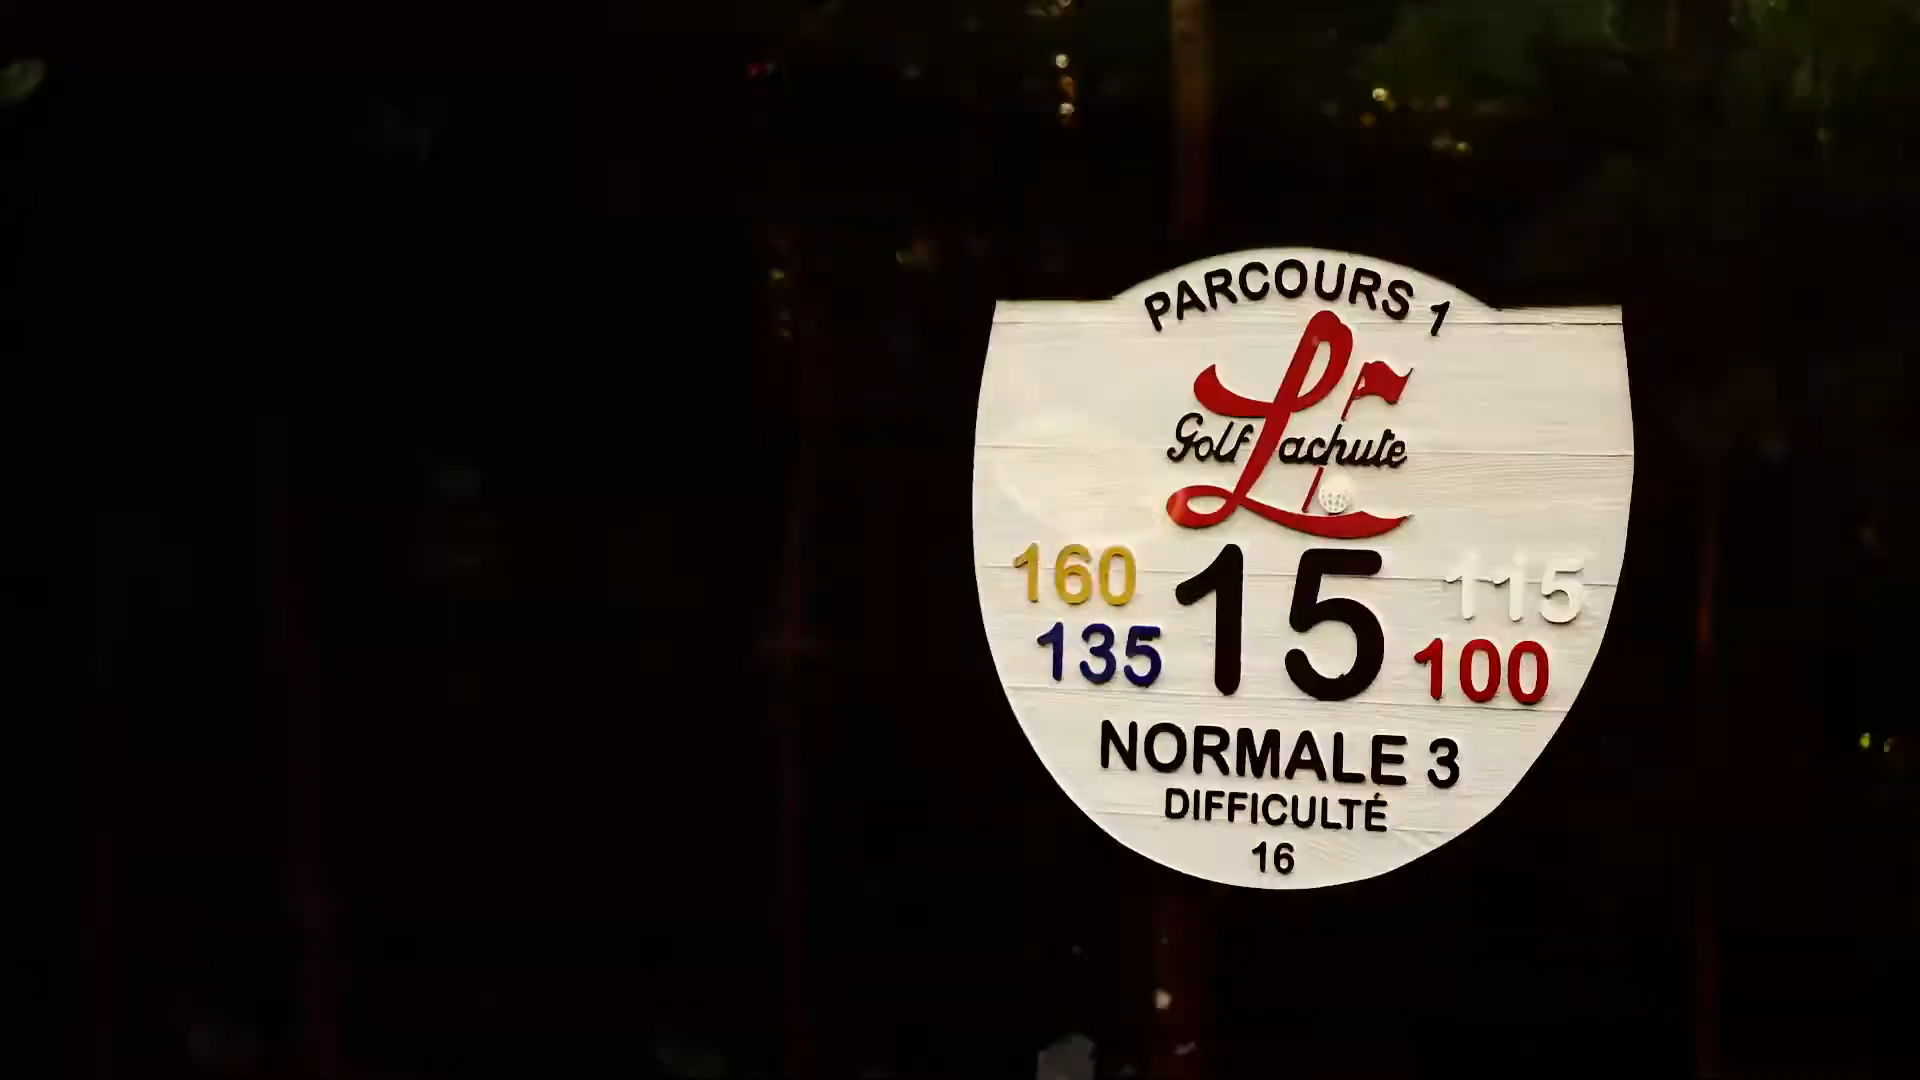 PARCOURS 1
Golf Lachute
160 15 115
135 100
NORMALE 3
DIFFICULTÉ
16